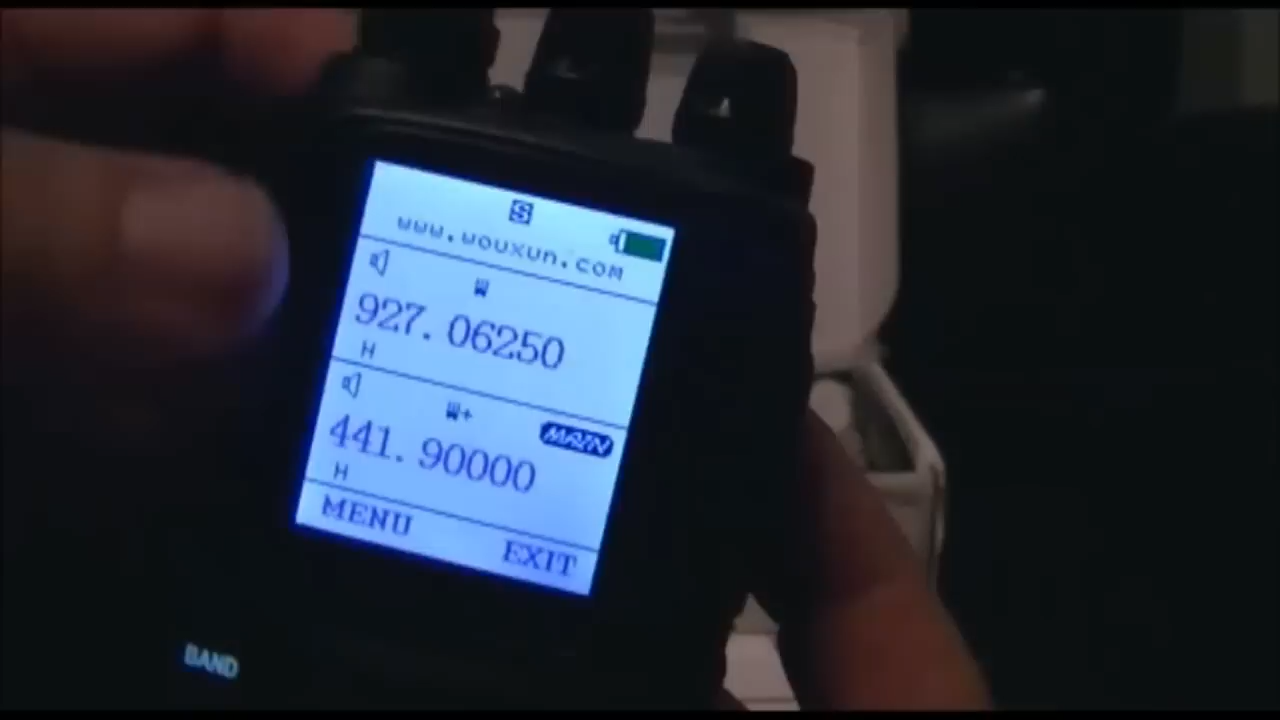 S
www.wouxun.com
W
927.06250
H
W+
MAIN
441.90000
H
MENU
EXIT
BAND